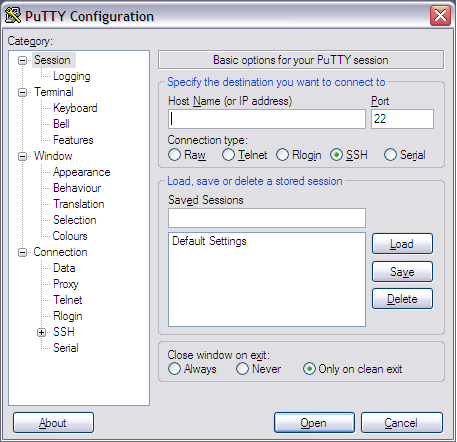 PuTTY Configuration
Category:
Session
Logging
Terminal
Keyboard
Bell
Features
Window
Appearance
Behaviour
Translation
Selection
Colours
Connection
Data
Proxy
Telnet
Rlogin
SSH
Serial
Basic options for your PuTTY session
Specify the destination you want to connect to
Host Name (or IP address) Port
22
Connection type:
Raw Telnet Rlogin SSH Serial
Load, save or delete a stored session
Saved Sessions
Default Settings
Load
Save
Delete
Close window on exit:
Always Never Only on clean exit
About Open Cancel